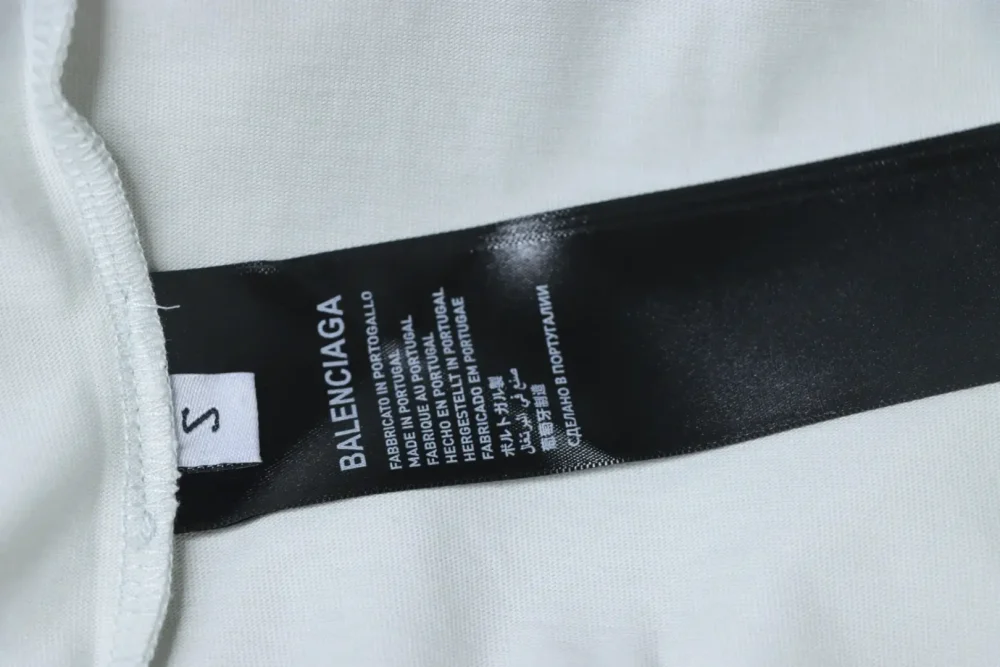 S
BALENCIAGA
FABBRICATO IN PORTOGALLO
MADE IN PORTUGAL
FABRIQUE AU PORTUGAL
HECHO EN PORTUGAL
HERGESTELLT IN PORTUGAL
FABRICADO EM PORTUGAE
ポルトガル製
صنع في البرتغال
葡萄牙制造
СДЕЛАНО В ПОРТУГАЛИИ